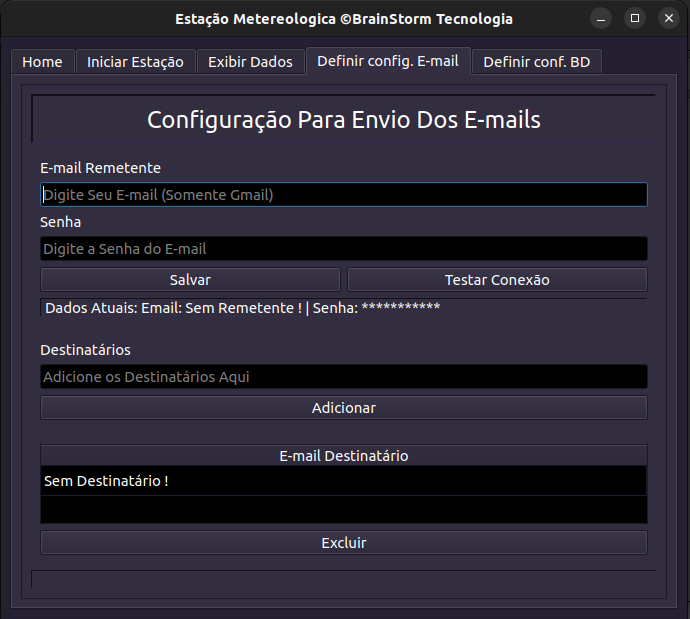 Estação Metereologica ©BrainStorm Tecnologia
Home Iniciar Estação Exibir Dados Definir config. E-mail Definir conf. BD
Configuração Para Envio Dos E-mails
E-mail Remetente
Digite Seu E-mail (Somente Gmail)
Senha
Digite a Senha do E-mail
Salvar Testar Conexão
Dados Atuais: Email: Sem Remetente ! | Senha: ***********
Destinatários
Adicione os Destinatários Aqui
Adicionar
E-mail Destinatário
Sem Destinatário !
Excluir